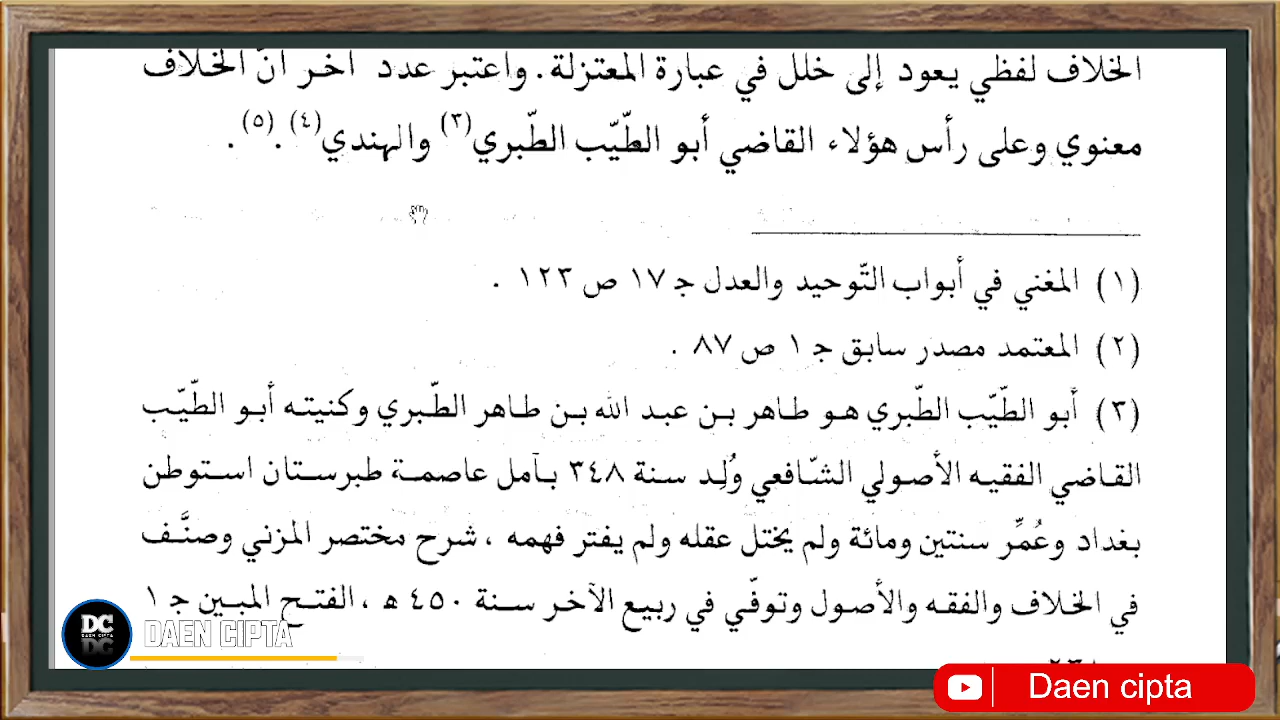 الخلاف لفظي يعود إلى خلل في عبارة المعتزلة. واعتبر عدد آخر أنّ الخلاف
معنوي وعلى رأس هؤلاء القاضي أبو الطّيّب الطّبري(٣) والهندي(٤) .(٥) .
(١) المغني في أبواب التّوحيد والعدل جـ ١٧ ص ١٢٣ .
(٢) المعتمد مصدر سابق جـ ١ ص ٨٧ .
(٣) أبو الطّيّب الطّبري هو طاهر بن عبد الله بن طاهر الطّبري وكنيته أبو الطّيّب
القاضي الفقيه الأصولي الشّافعي وُلِد سنة ٣٤٨ بآمل عاصمة طبرستان استوطن
بغداد وعُمِّر سنتين ومائة ولم يختل عقله ولم يفتر فهمه ، شرح مختصر المزني وصنَّف
في الخلاف والفقه والأصول وتوفّي في ربيع الآخر سنة ٤٥٠ هـ ، الفتح المبين جـ ١
DC
DAEN CIPTA
DAEN CIPTA
Daen cipta